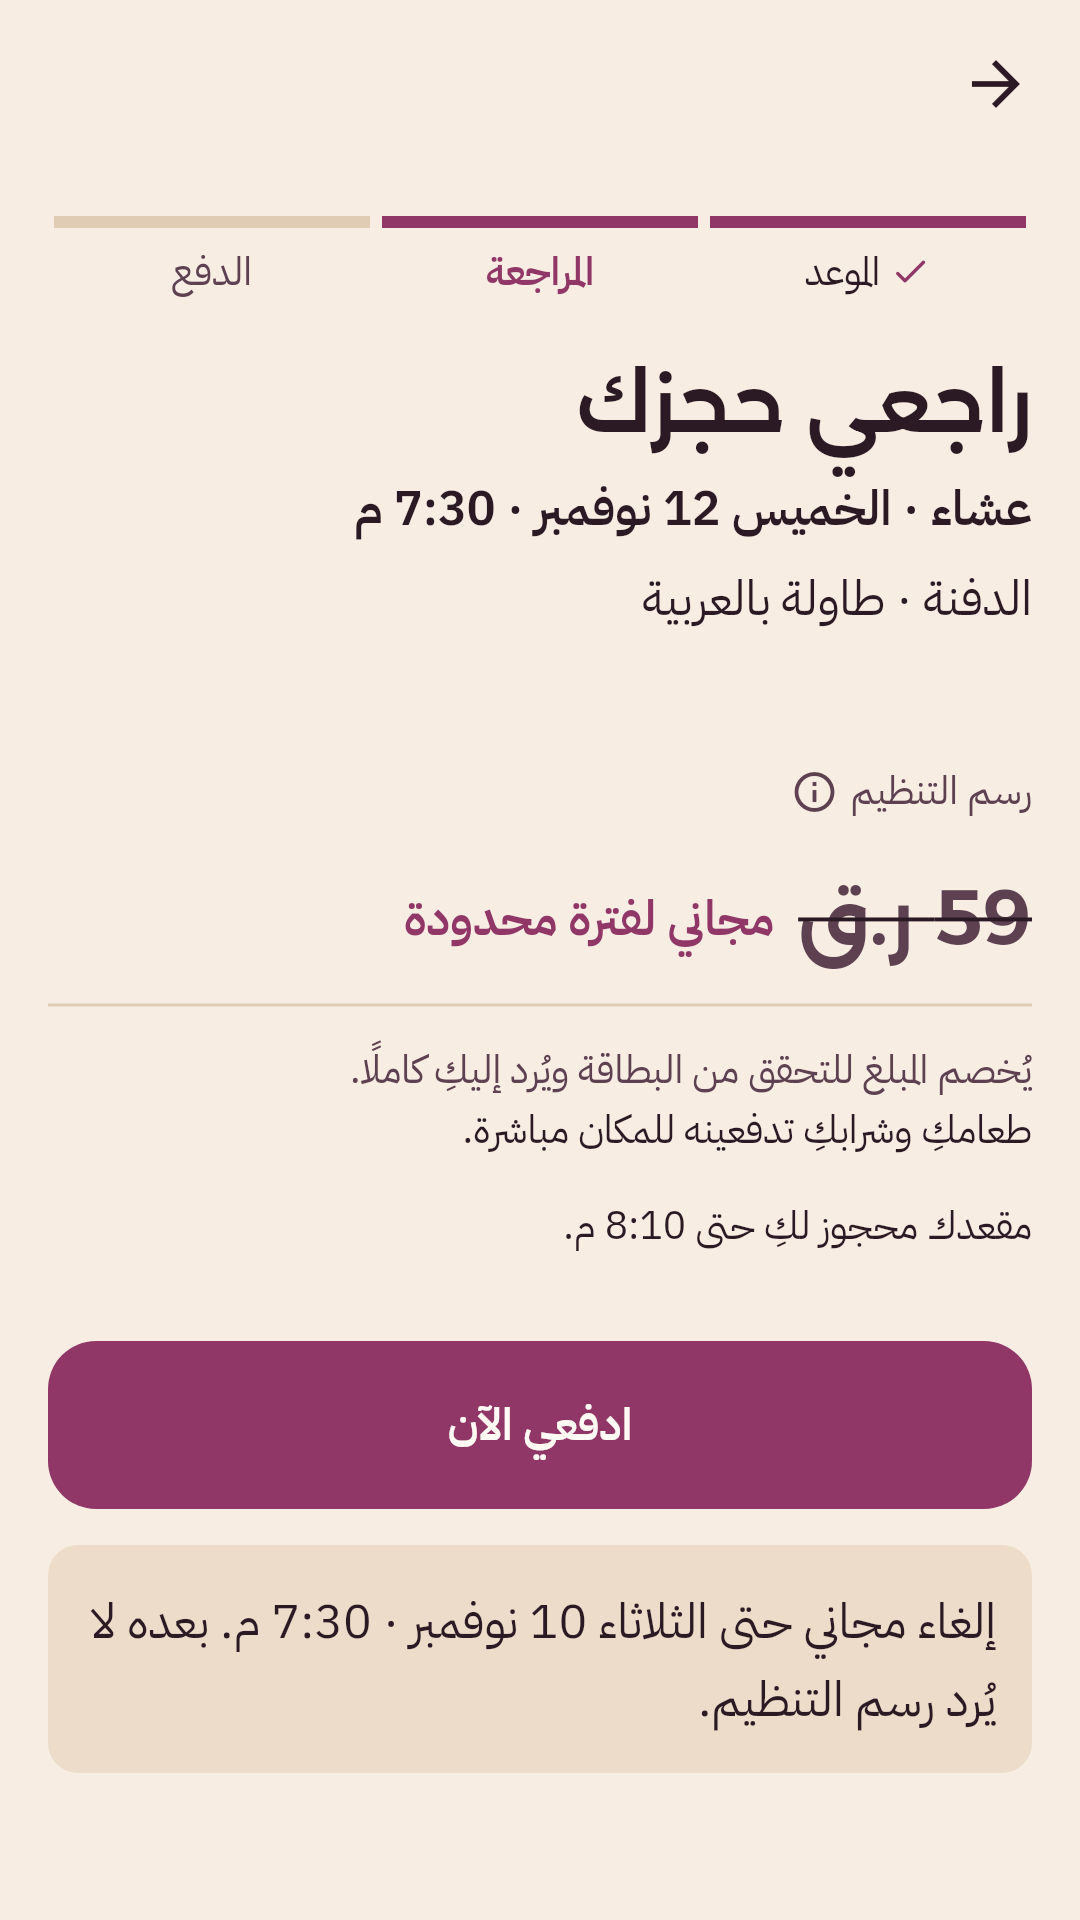 الموعد
المراجعة
الدفع
راجعي حجزك
عشاء · الخميس 12 نوفمبر · 7:30 م
الدفنة · طاولة بالعربية
رسم التنظيم
59 ر.ق مجاني لفترة محدودة
يُخصم المبلغ للتحقق من البطاقة ويُرد إليكِ كاملًا.
طعامكِ وشرابكِ تدفعينه للمكان مباشرة.
مقعدك محجوز لكِ حتى 8:10 م.
ادفعي الآن
إلغاء مجاني حتى الثلاثاء 10 نوفمبر · 7:30 م. بعده لا
يُرد رسم التنظيم.